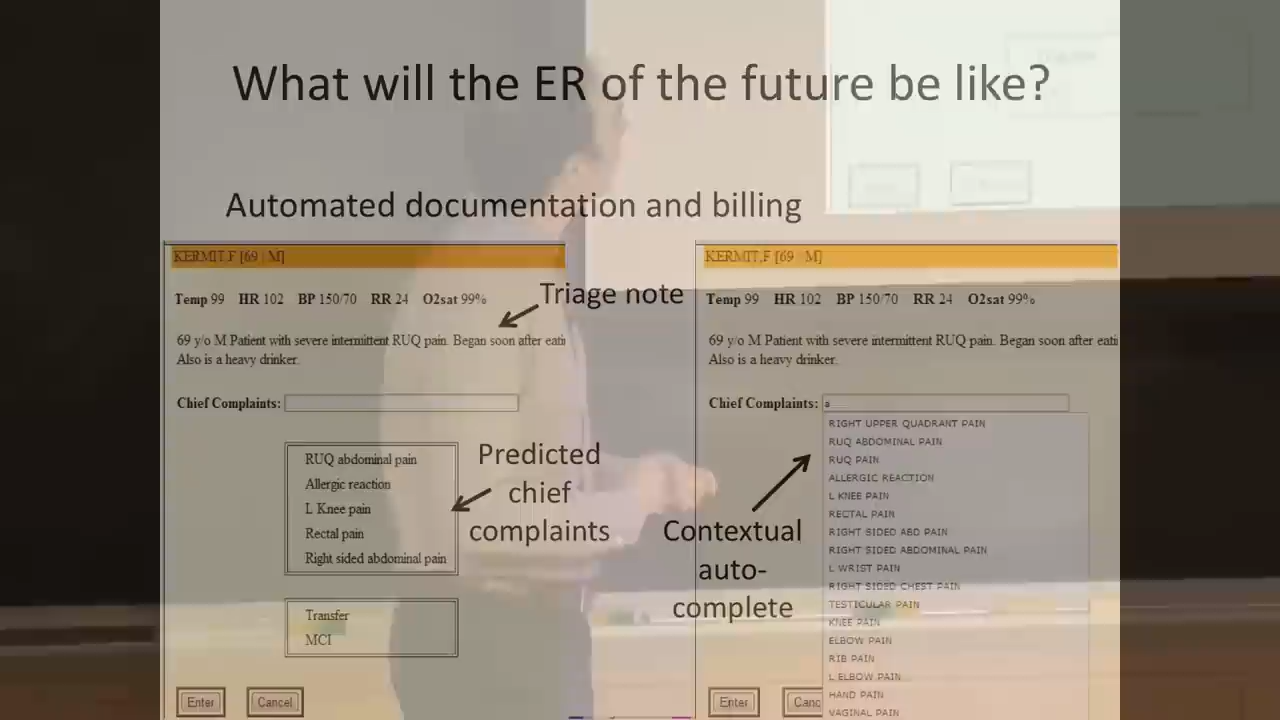 What will the ER of the future be like?
Automated documentation and billing
KERMIT,F [69 M]
Temp 99 HR 102 BP 150/70 RR 24 O2sat 99%
Triage note
69 y/o M Patient with severe intermittent RUQ pain. Began soon after eati
Also is a heavy drinker.
Chief Complaints:
RUQ abdominal pain
Allergic reaction
L Knee pain
Rectal pain
Right sided abdominal pain
Predicted
chief
complaints
Transfer
MCI
Enter Cancel
KERMIT,F [69 M]
Temp 99 HR 102 BP 150/70 RR 24 O2sat 99%
69 y/o M Patient with severe intermittent RUQ pain. Began soon after eati
Also is a heavy drinker.
Chief Complaints: a
RIGHT UPPER QUADRANT PAIN
RUQ ABDOMINAL PAIN
RUQ PAIN
ALLERGIC REACTION
L KNEE PAIN
RECTAL PAIN
RIGHT SIDED ABD PAIN
RIGHT SIDED ABDOMINAL PAIN
L WRIST PAIN
RIGHT SIDED CHEST PAIN
TESTICULAR PAIN
KNEE PAIN
ELBOW PAIN
RIB PAIN
L ELBOW PAIN
HAND PAIN
VAGINAL PAIN
Contextual
auto-
complete
Enter Canc